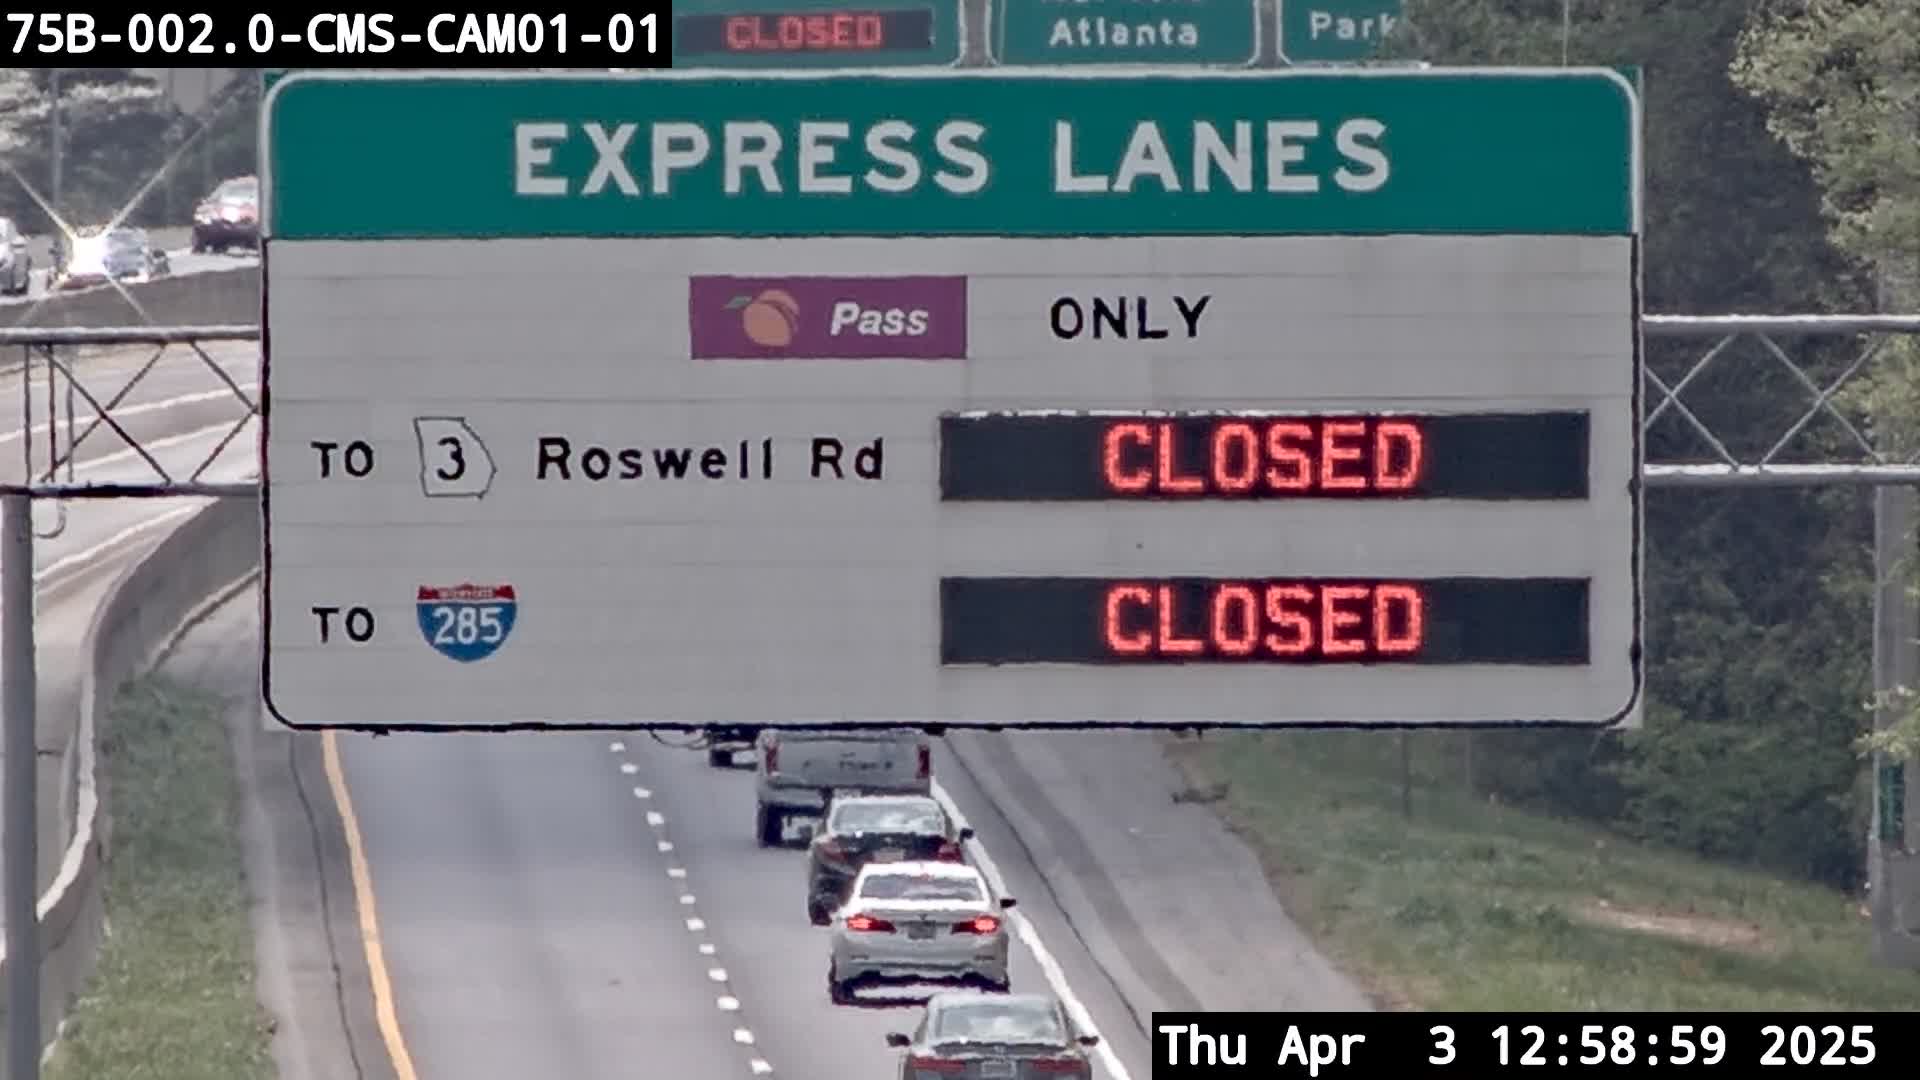 75B-002.0-CMS-CAM01-01
CLOSED
Atlanta
Park
EXPRESS LANES
Pass ONLY
TO 3 Roswell Rd CLOSED
TO 285 CLOSED
Thu Apr 3 12:58:59 2025